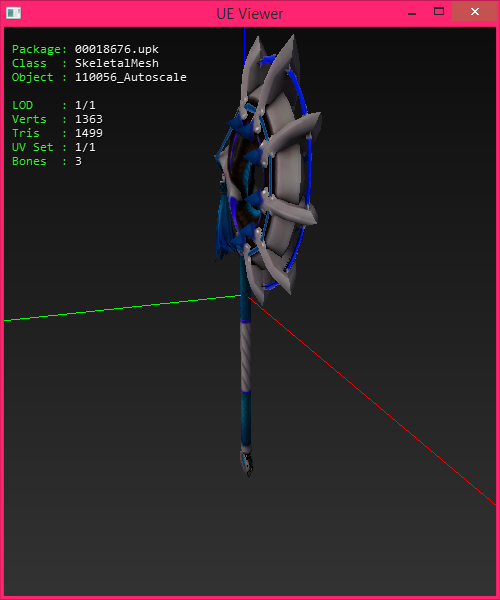 UE Viewer
Package: 00018676.upk
Class : SkeletalMesh
Object : 110056_Autoscale
LOD : 1/1
Verts : 1363
Tris : 1499
UV Set : 1/1
Bones : 3